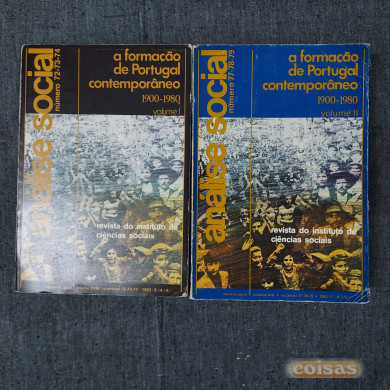 análise social
número 72-73-74
a formação
de Portugal
contemporâneo
1900-1980
volume I
revista do instituto de
ciências sociais
análise social
número 77-78-79
a formação
de Portugal
contemporâneo
1900-1980
volume II
revista do instituto de
ciências sociais
coisas